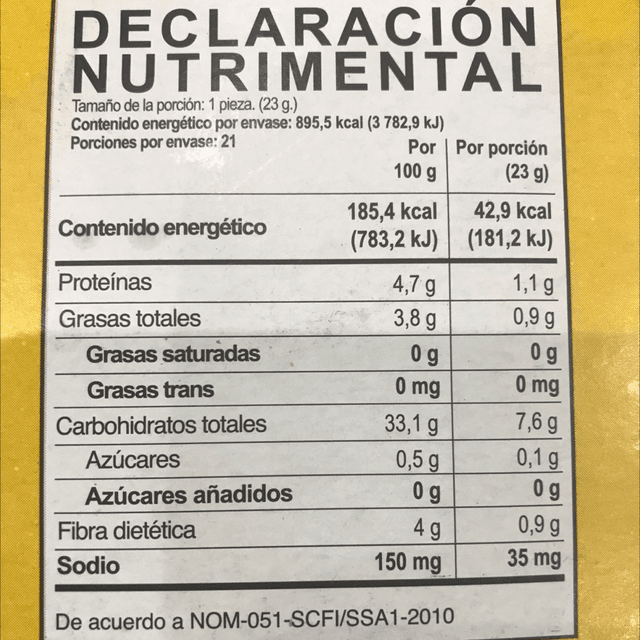 DECLARACIÓN
NUTRIMENTAL
Tamaño de la porción: 1 pieza. (23 g.)
Contenido energético por envase: 895,5 kcal (3 782,9 kJ)
Porciones por envase: 21
Por 100 g | Por porción (23 g)
Contenido energético 185,4 kcal (783,2 kJ) 42,9 kcal (181,2 kJ)
Proteínas 4,7 g 1,1 g
Grasas totales 3,8 g 0,9 g
Grasas saturadas 0 g 0 g
Grasas trans 0 mg 0 mg
Carbohidratos totales 33,1 g 7,6 g
Azúcares 0,5 g 0,1 g
Azúcares añadidos 0 g 0 g
Fibra dietética 4 g 0,9 g
Sodio 150 mg 35 mg
De acuerdo a NOM-051-SCFI/SSA1-2010